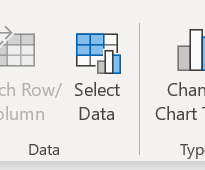 ch Row/
olumn
Select
Data
Chan
Chart T
Data
Typ